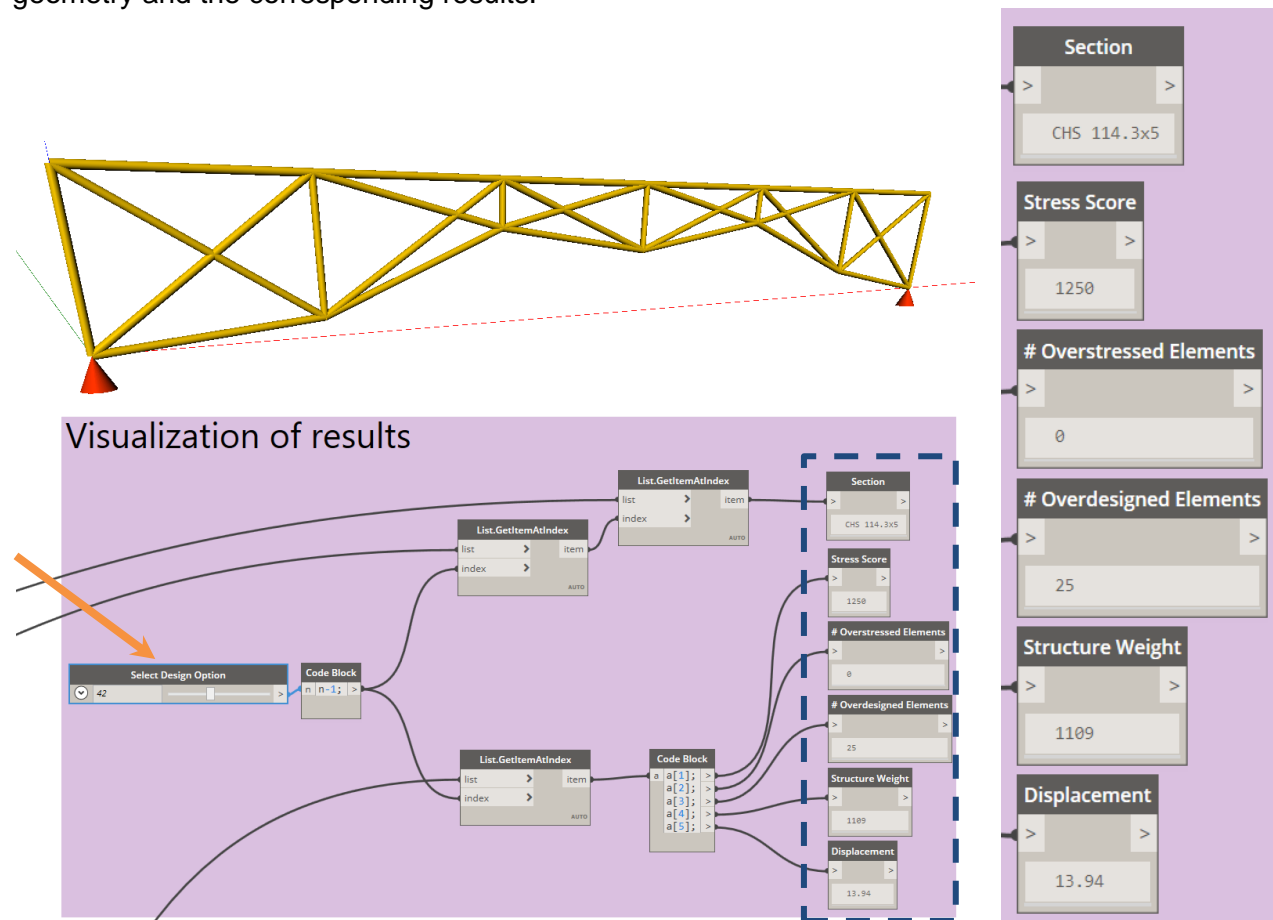 geometry and the corresponding results.
Section
>
>
CHS 114.3x5
Stress Score
>
>
1250
# Overstressed Elements
>
>
0
# Overdesigned Elements
>
>
25
Structure Weight
>
>
1109
Displacement
>
>
13.94
Visualization of results
List.GetItemAtIndex
list > item
index >
AUTO
List.GetItemAtIndex
list > item
index >
AUTO
Select Design Option
42 >
Code Block
n n-1; >
List.GetItemAtIndex
list > item
index >
AUTO
Code Block
a a[1]; >
a[2]; >
a[3]; >
a[4]; >
a[5]; >
Section
> >
CHS 114.3X5
Stress Score
> >
1250
# Overstressed Elements
> >
0
# Overdesigned Elements
> >
25
Structure Weight
> >
1109
Displacement
> >
13.94